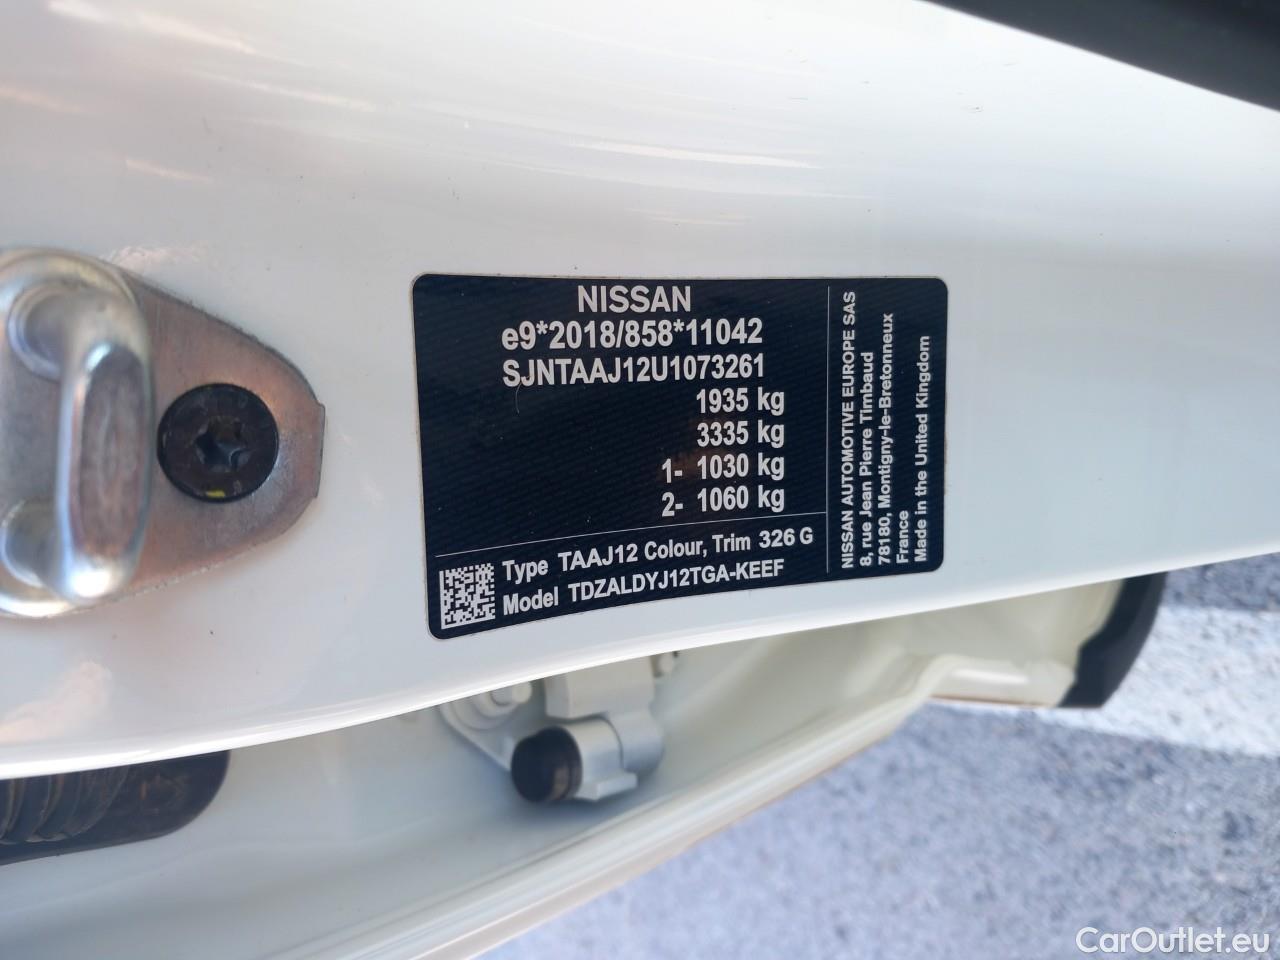 NISSAN
e9*2018/858*11042
SJNTAAJ12U1073261
1935 kg
3335 kg
1- 1030 kg
2- 1060 kg
Type TAAJ12 Colour, Trim 326 G
Model TDZALDYJ12TGA-KEEF
NISSAN AUTOMOTIVE EUROPE SAS
8, rue Jean Pierre Timbaud
78180, Montigny-le-Bretonneux
France
Made in the United Kingdom
CarOutlet.eu